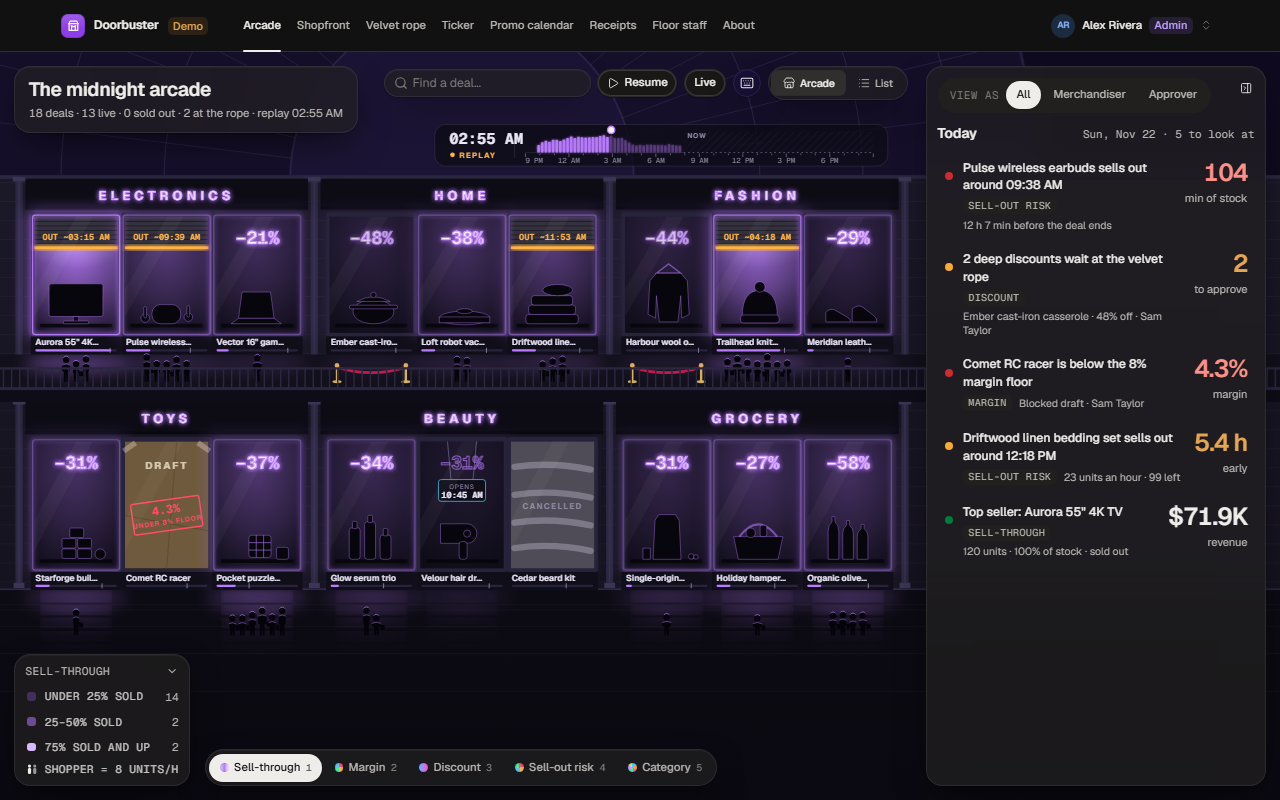 Doorbuster Demo Arcade Shopfront Velvet rope Ticker Promo calendar Receipts Floor staff About AR Alex Rivera Admin
The midnight arcade
18 deals · 13 live · 0 sold out · 2 at the rope · replay 02:55 AM
Find a deal... Resume Live Arcade List
02:55 AM
REPLAY
NOW
9 PM 12 AM 3 AM 6 AM 9 AM 12 PM 3 PM 6 PM
ELECTRONICS HOME FASHION
OUT ~03:15 AM OUT ~09:39 AM −21% −48% −38% OUT ~11:53 AM −44% OUT ~04:18 AM −29%
Aurora 55" 4K... Pulse wireless... Vector 16" gam... Ember cast-iro... Loft robot vac... Driftwood line... Harbour wool o... Trailhead knit... Meridian leath...
TOYS BEAUTY GROCERY
−31% DRAFT −37% −34% −31% −31% −27% −58%
4.3%
UNDER 8% FLOOR
OPENS
10:45 AM
CANCELLED
Starforge buil... Comet RC racer Pocket puzzle... Glow serum trio Velour hair dr... Cedar beard kit Single-origin... Holiday hamper... Organic olive...
SELL-THROUGH
UNDER 25% SOLD 14
25-50% SOLD 2
75% SOLD AND UP 2
SHOPPER = 8 UNITS/H
Sell-through 1 Margin 2 Discount 3 Sell-out risk 4 Category 5
VIEW AS All Merchandiser Approver
Today Sun, Nov 22 · 5 to look at
Pulse wireless earbuds sells out around 09:38 AM
SELL-OUT RISK
12 h 7 min before the deal ends
104
min of stock
2 deep discounts wait at the velvet rope
DISCOUNT
Ember cast-iron casserole · 48% off · Sam Taylor
2
to approve
Comet RC racer is below the 8% margin floor
MARGIN Blocked draft · Sam Taylor
4.3%
margin
Driftwood linen bedding set sells out around 12:18 PM
SELL-OUT RISK 23 units an hour · 99 left
5.4 h
early
Top seller: Aurora 55" 4K TV
SELL-THROUGH
120 units · 100% of stock · sold out
$71.9K
revenue